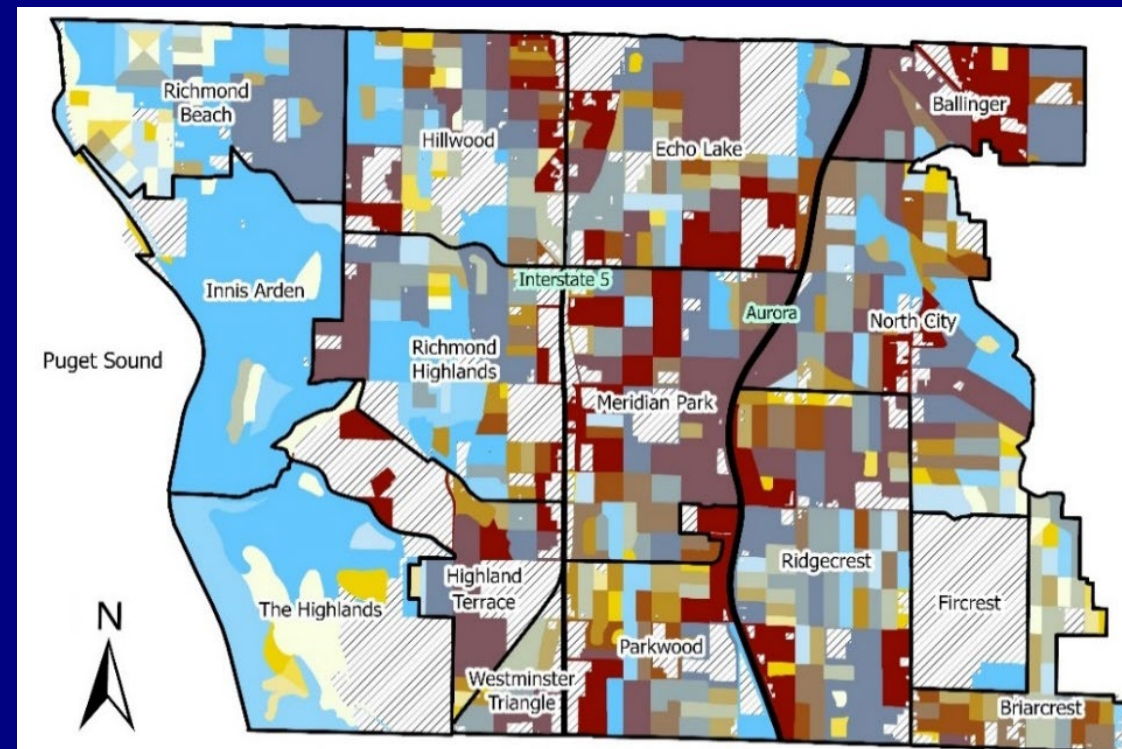 Richmond
Beach
Hillwood
Echo Lake
Ballinger
Innis Arden
Interstate 5
Aurora
North City
Puget Sound
Richmond
Highlands
Meridian Park
Ridgecrest
Highland
Terrace
The Highlands
Fircrest
N
Parkwood
Westminster
Triangle
Briarcrest